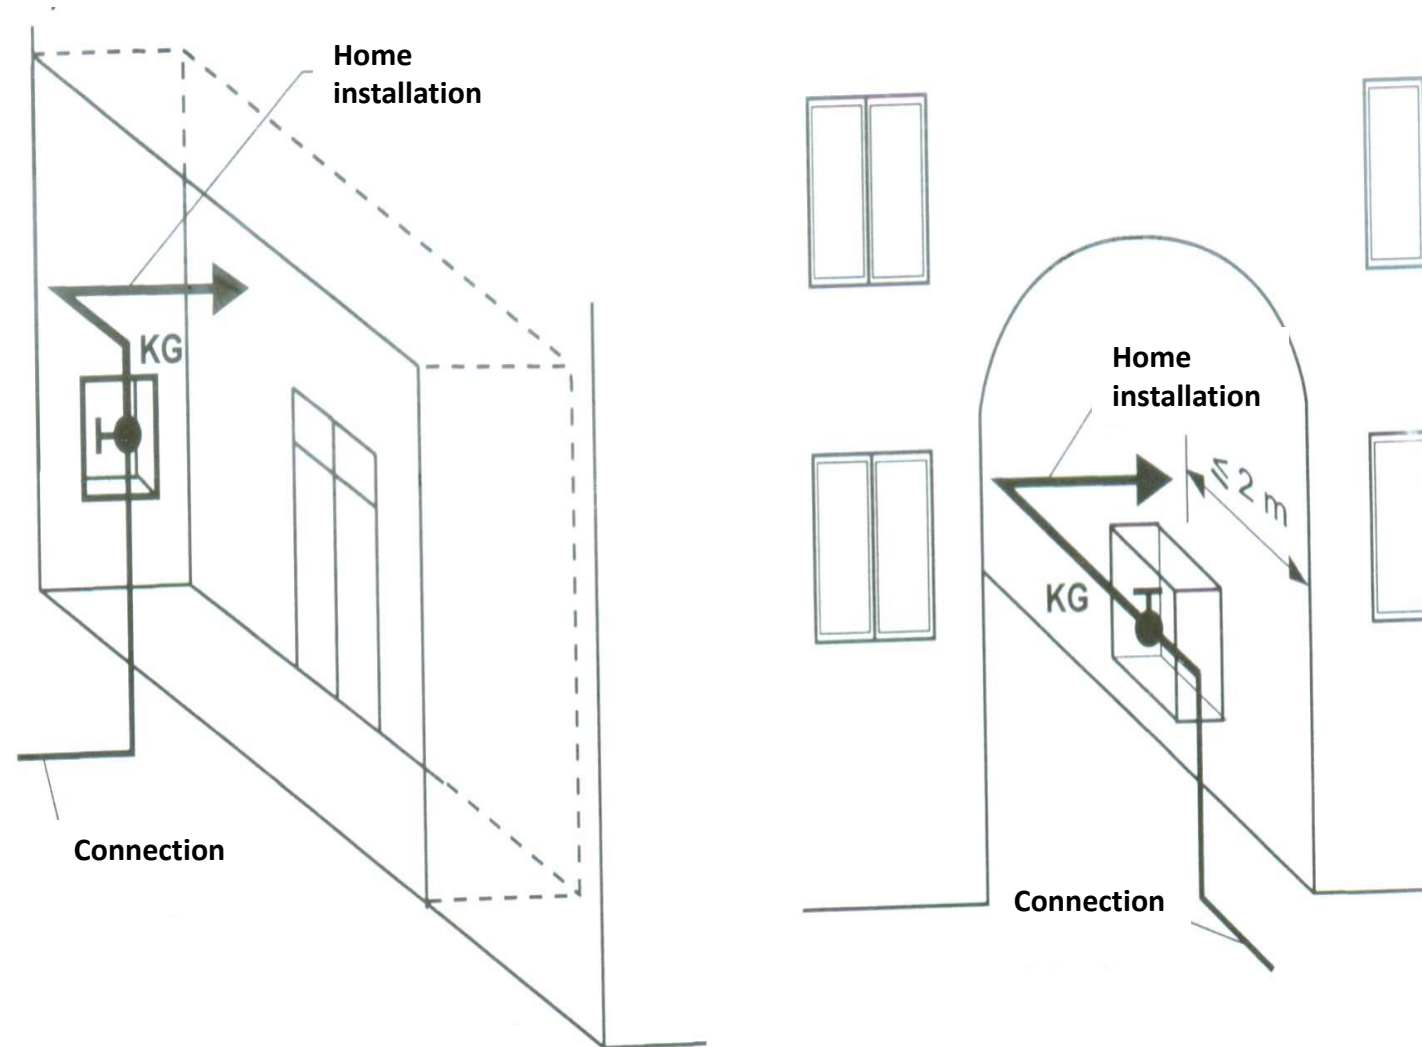 Home
installation
KG
Connection
Home
installation
≤ 2 m
KG
Connection